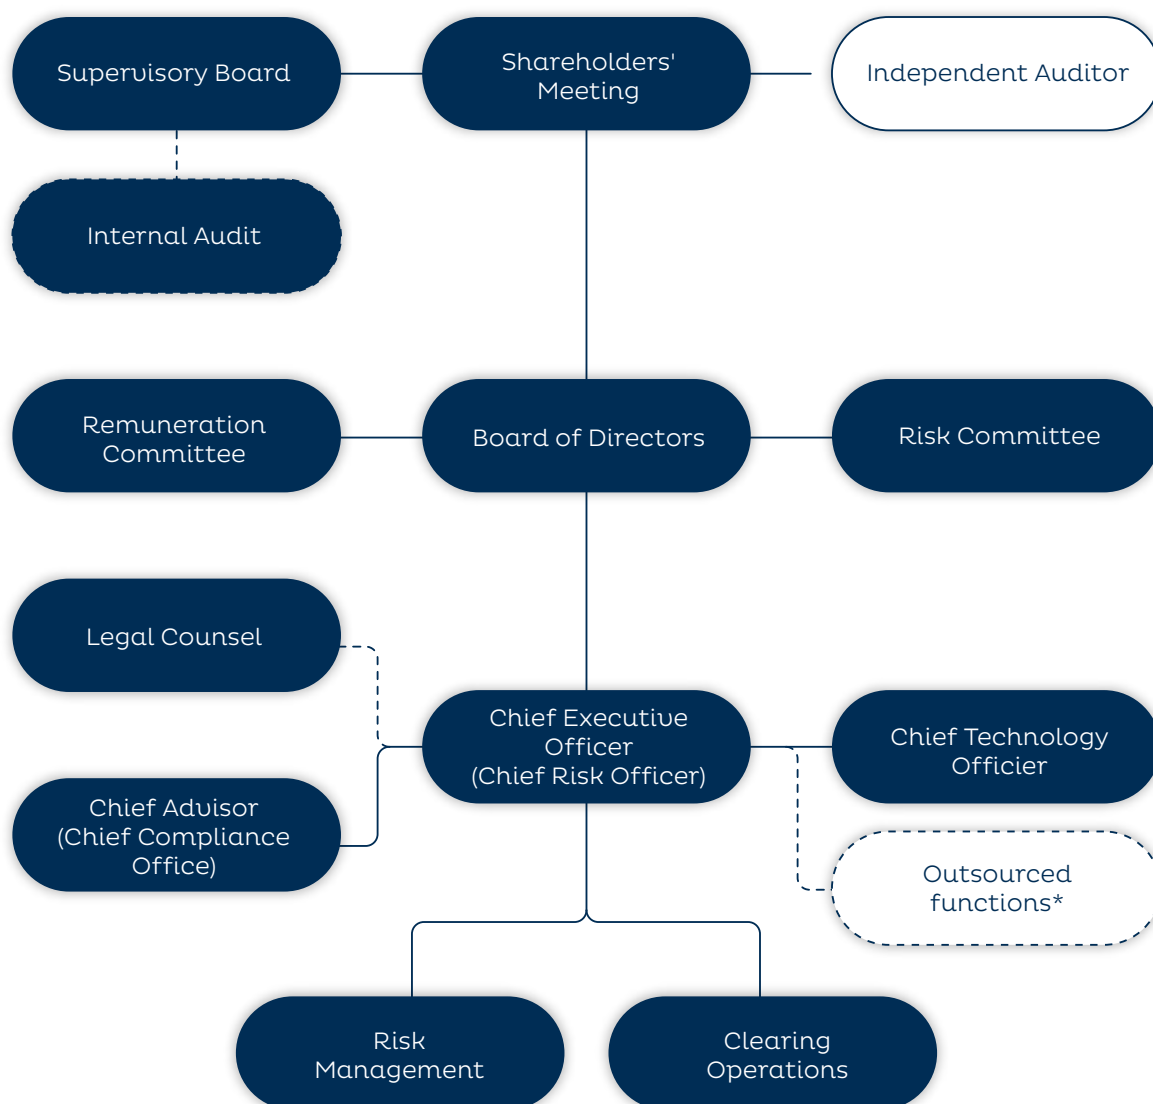 Supervisory Board
Shareholders'
Meeting
Independent Auditor
Internal Audit
Remuneration
Committee
Board of Directors
Risk Committee
Legal Counsel
Chief Executive
Officer
(Chief Risk Officer)
Chief Technology
Officier
Chief Advisor
(Chief Compliance
Office)
Outsourced
functions*
Risk
Management
Clearing
Operations